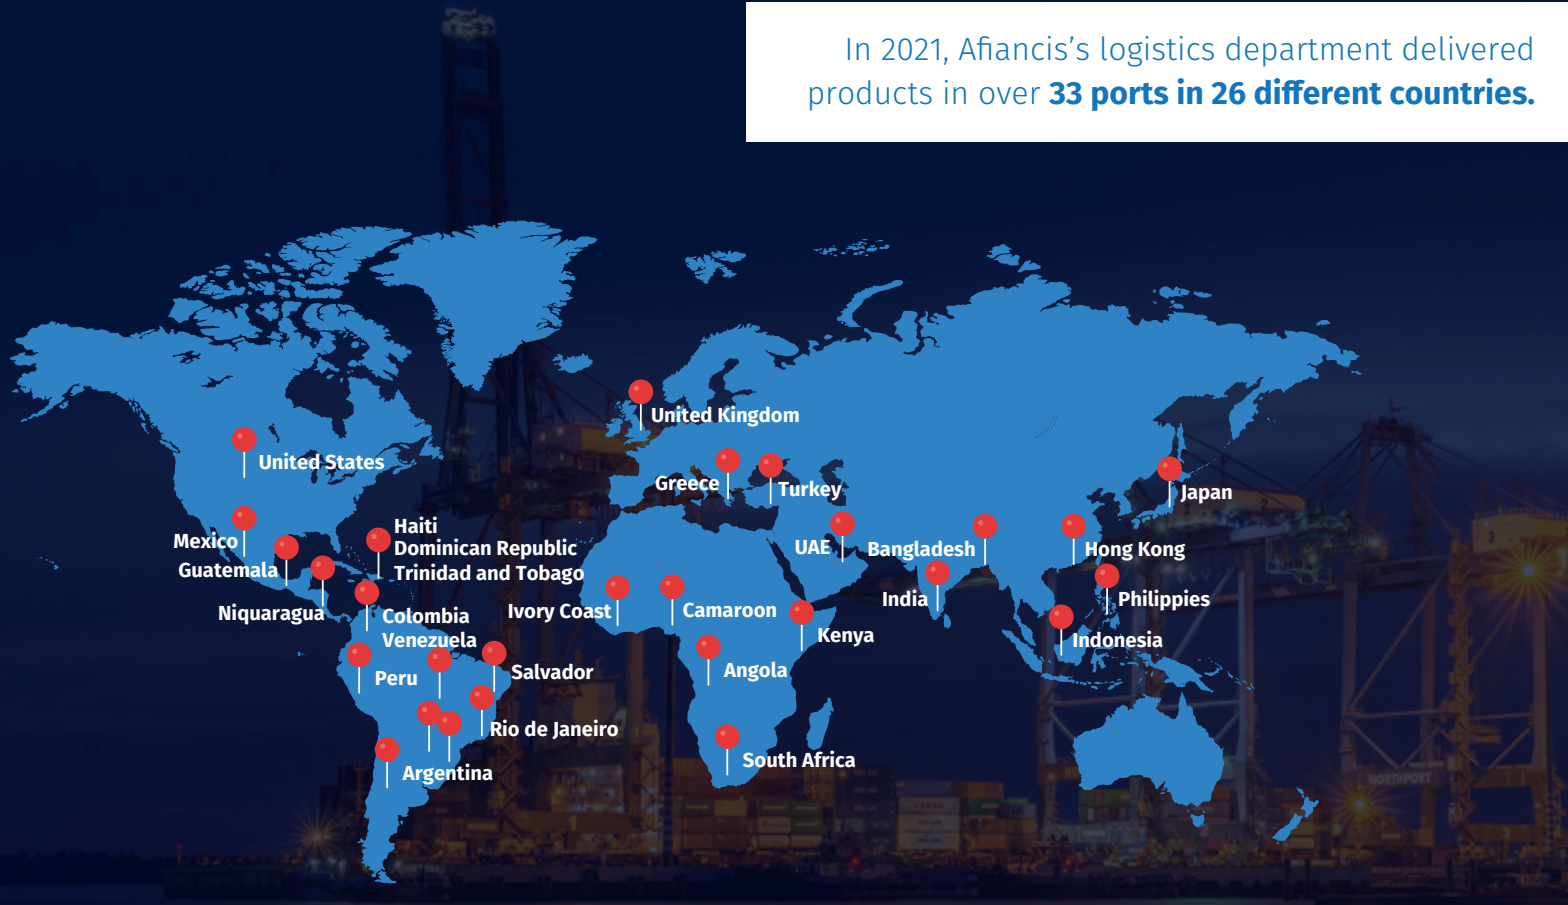 In 2021, Afiancis's logistics department delivered
products in over 33 ports in 26 different countries.
United Kingdom
United States
Greece
Turkey
Japan
Mexico
Haiti
Dominican Republic
Trinidad and Tobago
Guatemala
UAE
Bangladesh
Hong Kong
Niquaragua
Colombia
Venezuela
Ivory Coast
Camaroon
India
Philippies
Kenya
Indonesia
Peru
Salvador
Angola
Rio de Janeiro
Argentina
South Africa
NORTHPORT